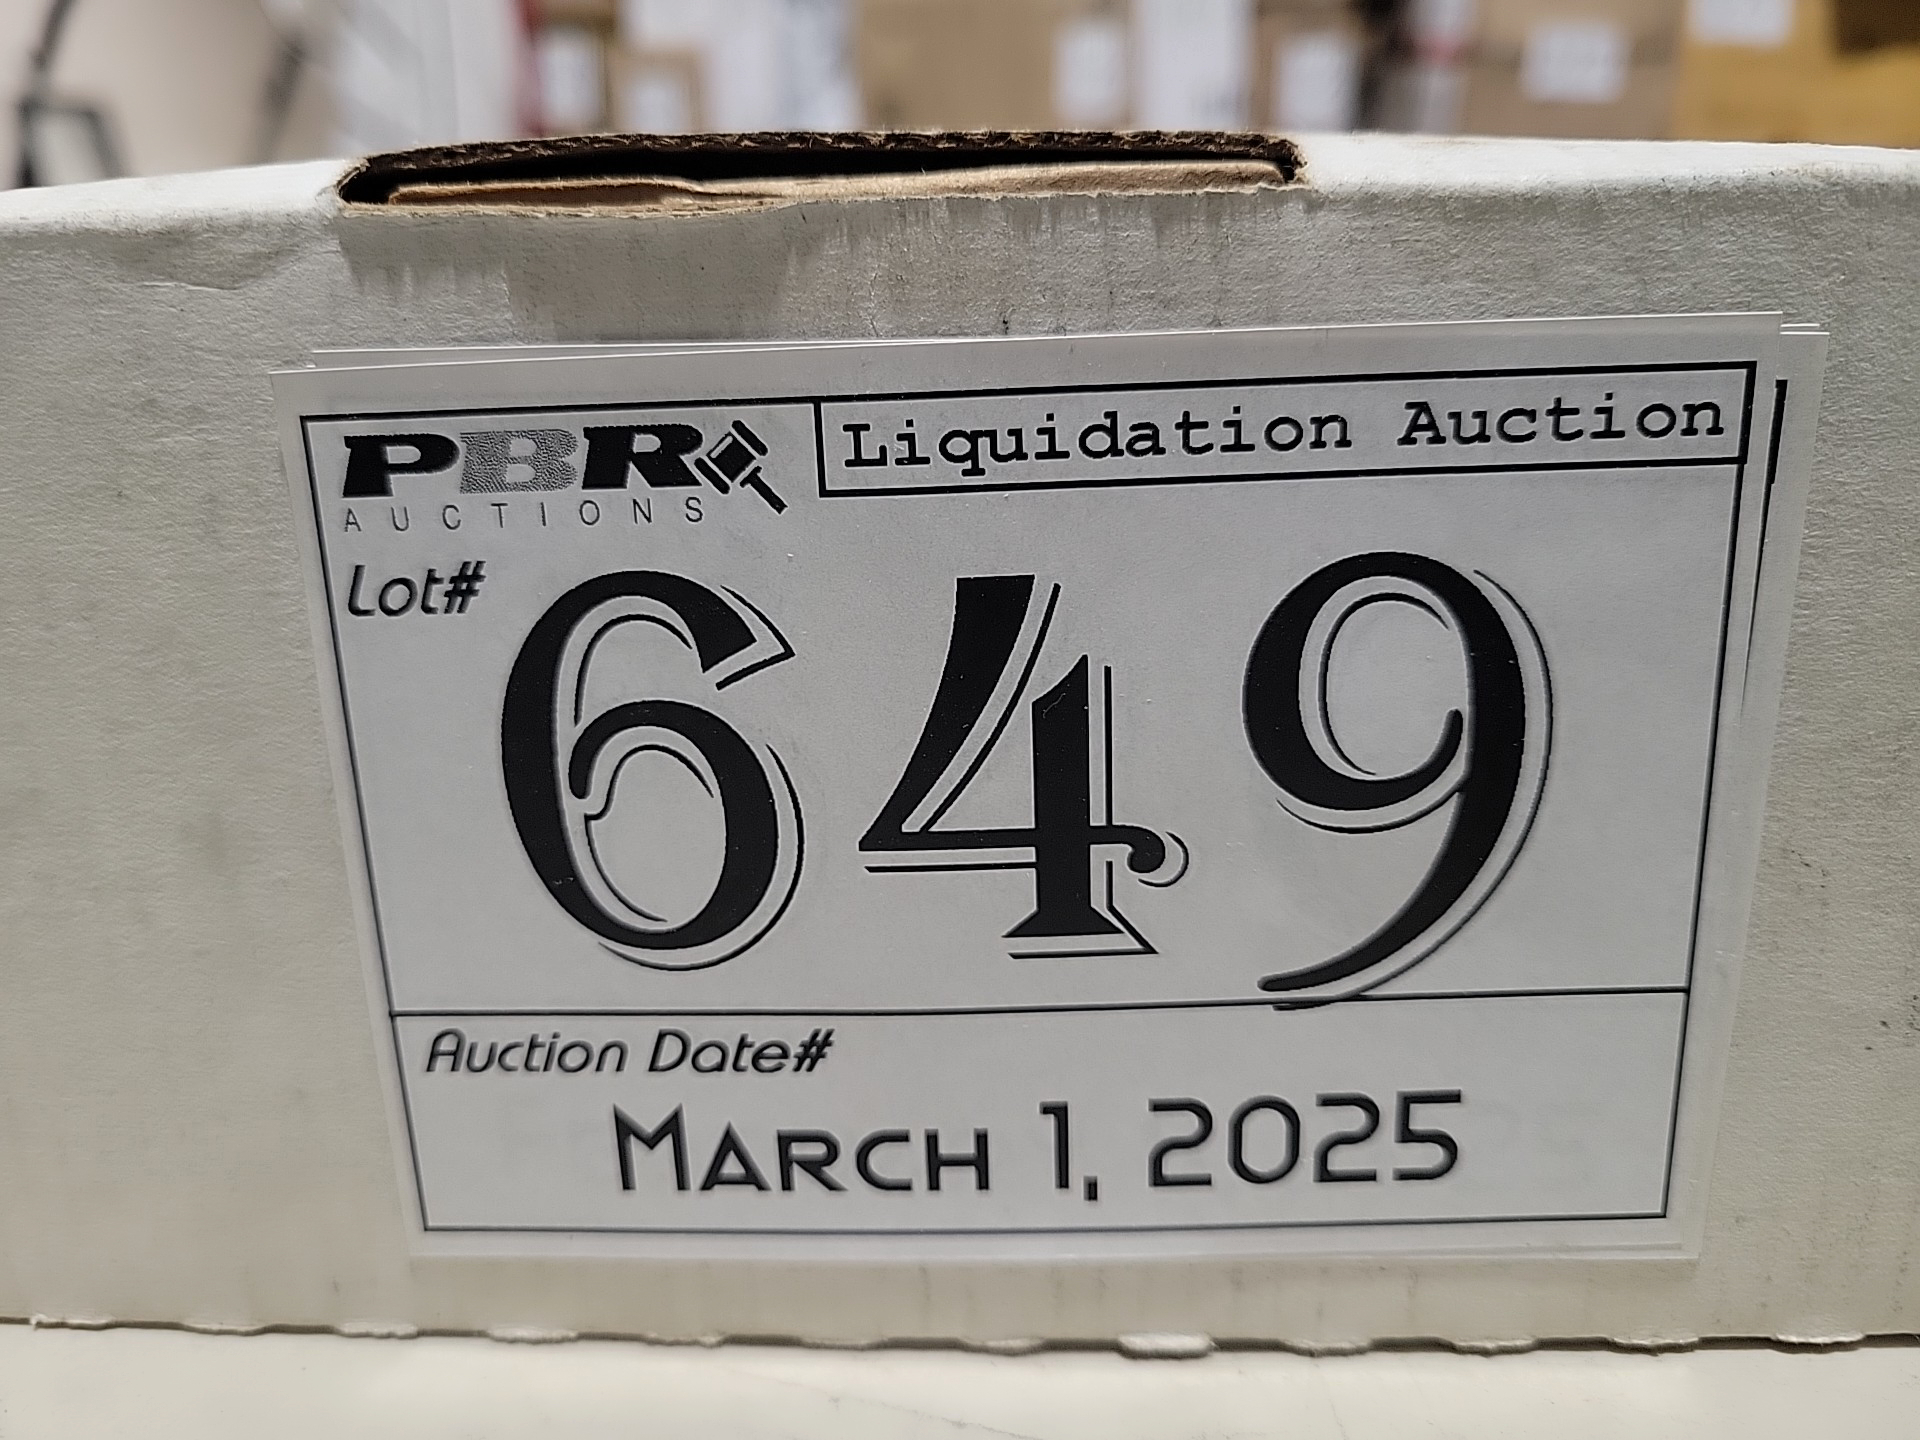 PBR
AUCTIONS
Liquidation Auction
Lot#
649
Auction Date#
MARCH 1, 2025